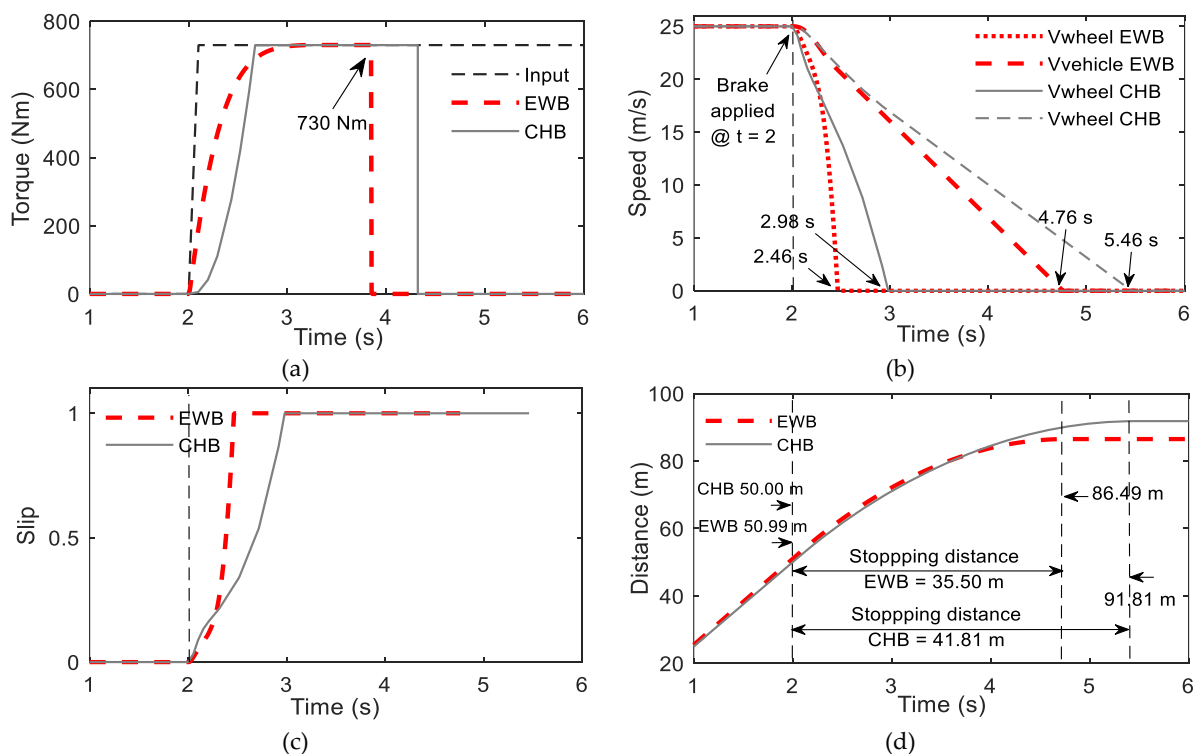 800
600
400
200
0
Torque (Nm)
Input
EWB
CHB
730 Nm
1 2 3 4 5 6
Time (s)
(a)
25
20
15
10
5
0
Speed (m/s)
Vwheel EWB
Vvehicle EWB
Vwheel CHB
Vwheel CHB
Brake
applied
@ t = 2
2.98 s
2.46 s
4.76 s
5.46 s
1 2 3 4 5 6
Time (s)
(b)
1
0.5
0
Slip
EWB
CHB
1 2 3 4 5 6
Time (s)
(c)
100
80
60
40
20
Distance (m)
EWB
CHB
CHB 50.00 m
EWB 50.99 m
86.49 m
Stoppping distance
EWB = 35.50 m
91.81 m
Stoppping distance
CHB = 41.81 m
1 2 3 4 5 6
Time (s)
(d)